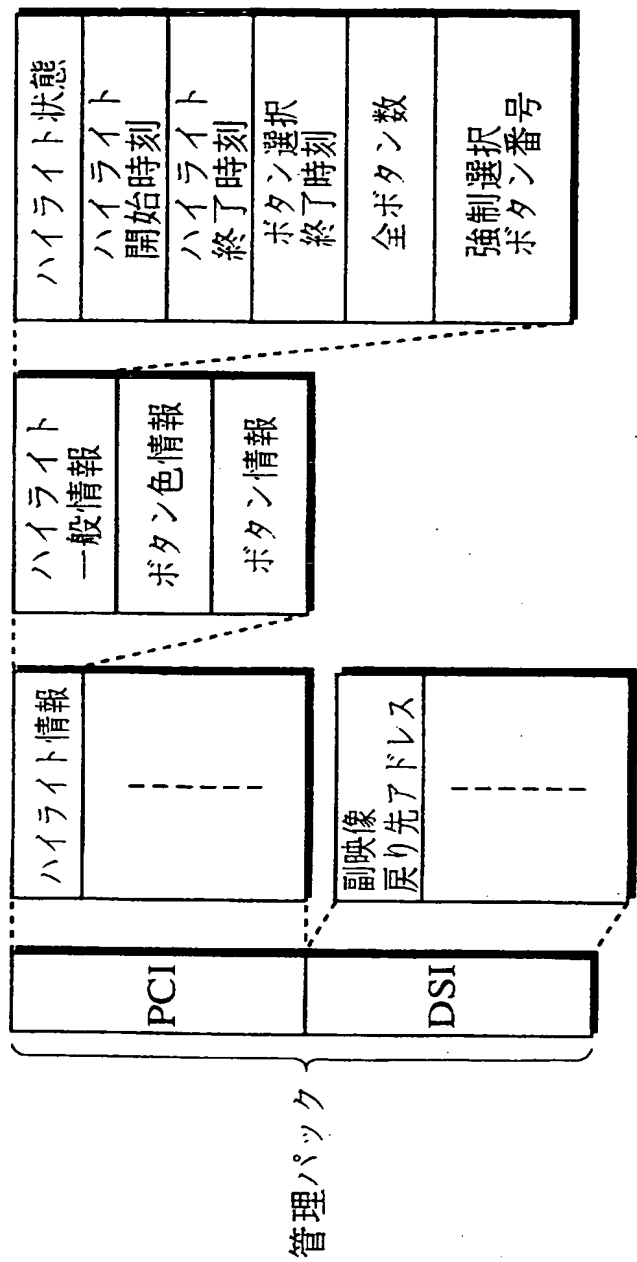 管理パック
PCI
DSI
ハイライト情報
副映像
戻り先アドレス
ハイライト
一般情報
ボタン色情報
ボタン情報
ハイライト状態
ハイライト
開始時刻
ハイライト
終了時刻
ボタン選択
終了時刻
全ボタン数
強制選択
ボタン番号